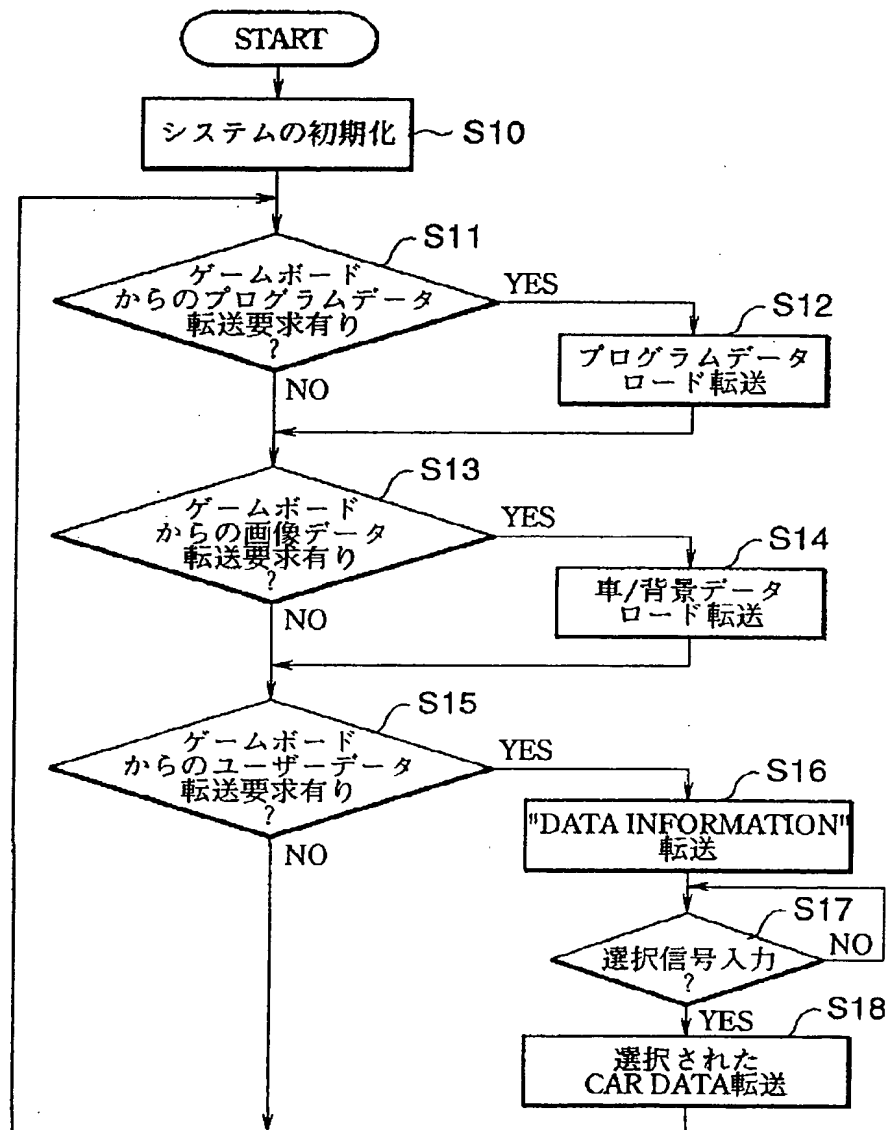 START
システムの初期化
S10
S11
ゲームボード
からのプログラムデータ
転送要求有り
?
YES
NO
S12
プログラムデータ
ロード転送
S13
ゲームボード
からの画像データ
転送要求有り
?
YES
NO
S14
車/背景データ
ロード転送
S15
ゲームボード
からのユーザーデータ
転送要求有り
?
YES
NO
S16
"DATA INFORMATION"
転送
S17
選択信号入力
?
NO
YES
S18
選択された
CAR DATA転送